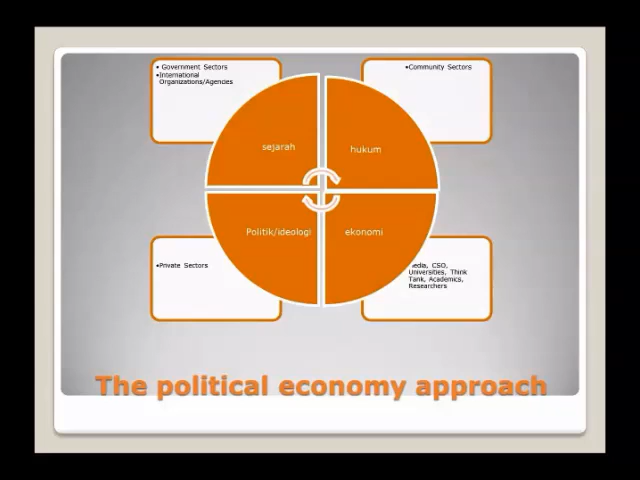 • Government Sectors
•International
Organizations/Agencies
•Community Sectors
sejarah
hukum
Politik/ideologi
ekonomi
•Private Sectors
CSO,
Universities, Think
Tank, Academics,
Researchers
The political economy approach